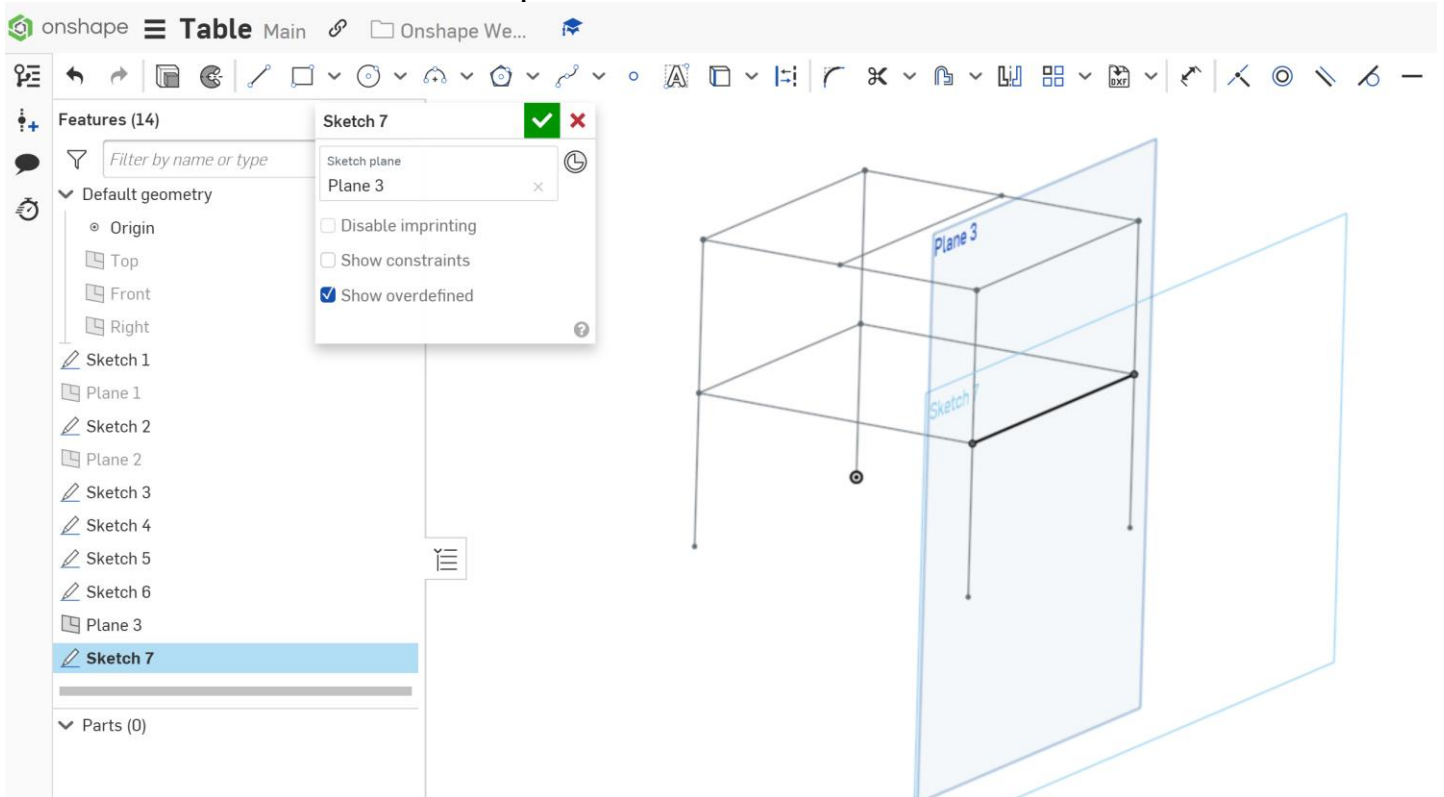 onshape Table Main Onshape We...
DXF
Features (14)
Filter by name or type
Default geometry
Origin
Top
Front
Right
Sketch 1
Plane 1
Sketch 2
Plane 2
Sketch 3
Sketch 4
Sketch 5
Sketch 6
Plane 3
Sketch 7
Parts (0)
Sketch 7
Sketch plane
Plane 3
Disable imprinting
Show constraints
Show overdefined
Plane 3
Sketch 7